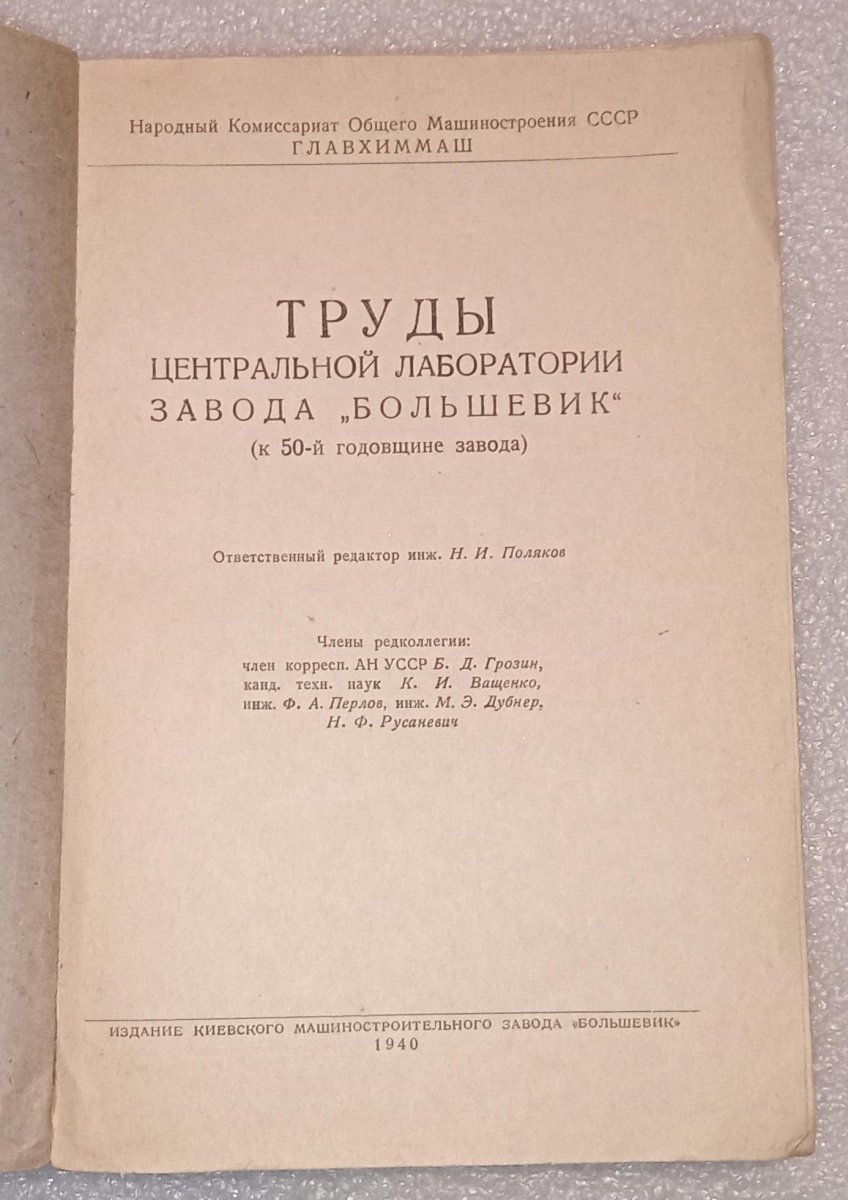 Народный Комиссариат Общего Машиностроения СССР
ГЛАВХИММАШ
ТРУДЫ
ЦЕНТРАЛЬНОЙ ЛАБОРАТОРИИ
ЗАВОДА „БОЛЬШЕВИК“
(к 50-й годовщине завода)
Ответственный редактор инж. Н. И. Поляков
Члены редколлегии:
член корресп. АН УССР Б. Д. Грозин,
канд. техн. наук К. И. Ващенко,
инж. Ф. А. Перлов, инж. М. Э. Дубнер,
Н. Ф. Русаневич
ИЗДАНИЕ КИЕВСКОГО МАШИНОСТРОИТЕЛЬНОГО ЗАВОДА «БОЛЬШЕВИК»
1940